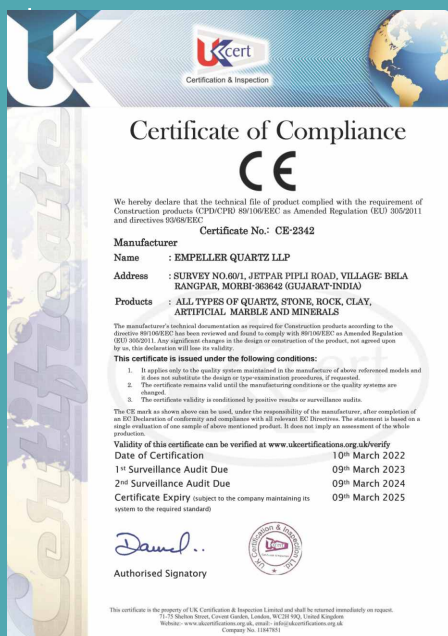 UKcert
Certification & Inspection
Certificate of Compliance
CE
We hereby declare that the technical file of product complied with the requirement of
Construction products (CPD/CPR) 89/106/EEC as Amended Regulation (EU) 305/2011
and directives 93/68/EEC
Certificate No.: CE-2342
Manufacturer
Name : EMPELLER QUARTZ LLP
Address : SURVEY NO.60/1, JETPAR PIPLI ROAD, VILLAGE: BELA
RANGPAR, MORBI-363642 (GUJARAT-INDIA)
Products : ALL TYPES OF QUARTZ, STONE, ROCK, CLAY,
ARTIFICIAL MARBLE AND MINERALS
The manufacturer's technical documentation as required for Construction products according to the
directive 89/106/EEC has been reviewed and found to comply with 89/106/EEC as Amended Regulation
(EU) 305/2011. Any significant changes in the design or construction of the product, not agreed upon
by us, this declaration will lose its validity.
This certificate is issued under the following conditions:
1. It applies only to the quality system maintained in the manufacture of above referenced models and
it does not substitute the design or type-examination procedures, if requested.
2. The certificate remains valid until the manufacturing conditions or the quality systems are
changed.
3. The certificate validity is conditioned by positive results or surveillance audits.
The CE mark as shown above can be used, under the responsibility of the manufacturer, after completion of
an EC Declaration of conformity and compliance with all relevant EC Directives. The statement is based on a
single evaluation of one sample of above mentioned product. It does not imply an assessment of the whole
production.
Validity of this certificate can be verified at www.ukcertifications.org.uk/verify
Date of Certification 10th March 2022
1st Surveillance Audit Due 09th March 2023
2nd Surveillance Audit Due 09th March 2024
Certificate Expiry (subject to the company maintaining its 09th March 2025
system to the required standard)
Authorised Signatory
This certificate is the property of UK Certification & Inspection Limited and shall be returned immediately on request.
71-75 Shelton Street, Covent Garden, London, WC2H 9JQ, United Kingdom
Website:- www.ukcertifications.org.uk, email:- info@ukcertifications.org.uk
Company No. 11847851